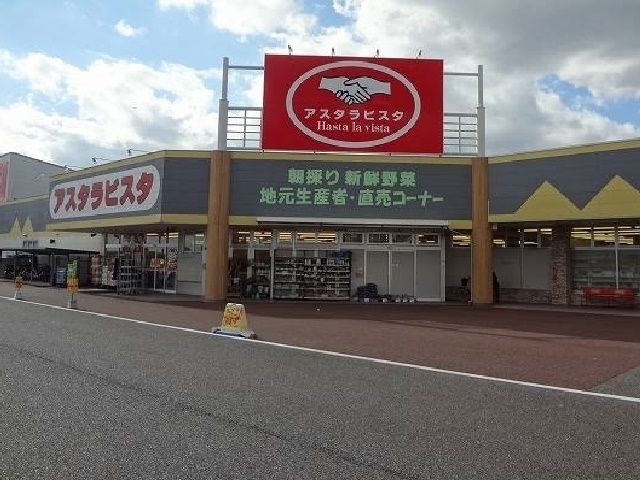 アスタラビスタ
Hasta la vista
アスタラビスタ
朝採り新鮮野菜
地元生産者・直売コーナー